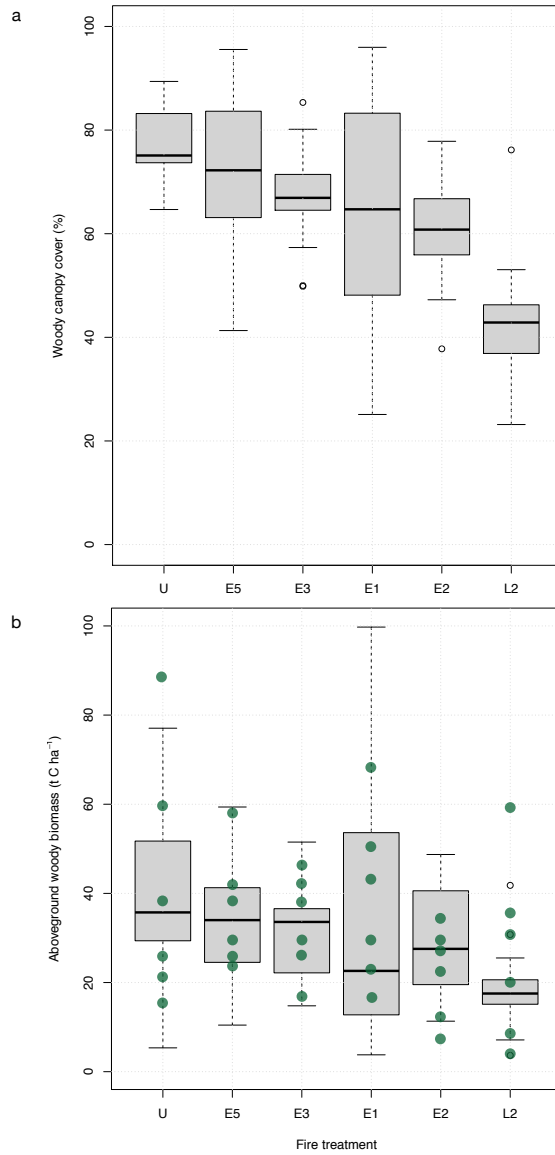 a
Woody canopy cover (%)
100
80
60
40
20
0
U E5 E3 E1 E2 L2
b
Aboveground woody biomass (t C ha⁻¹)
100
80
60
40
20
0
U E5 E3 E1 E2 L2
Fire treatment